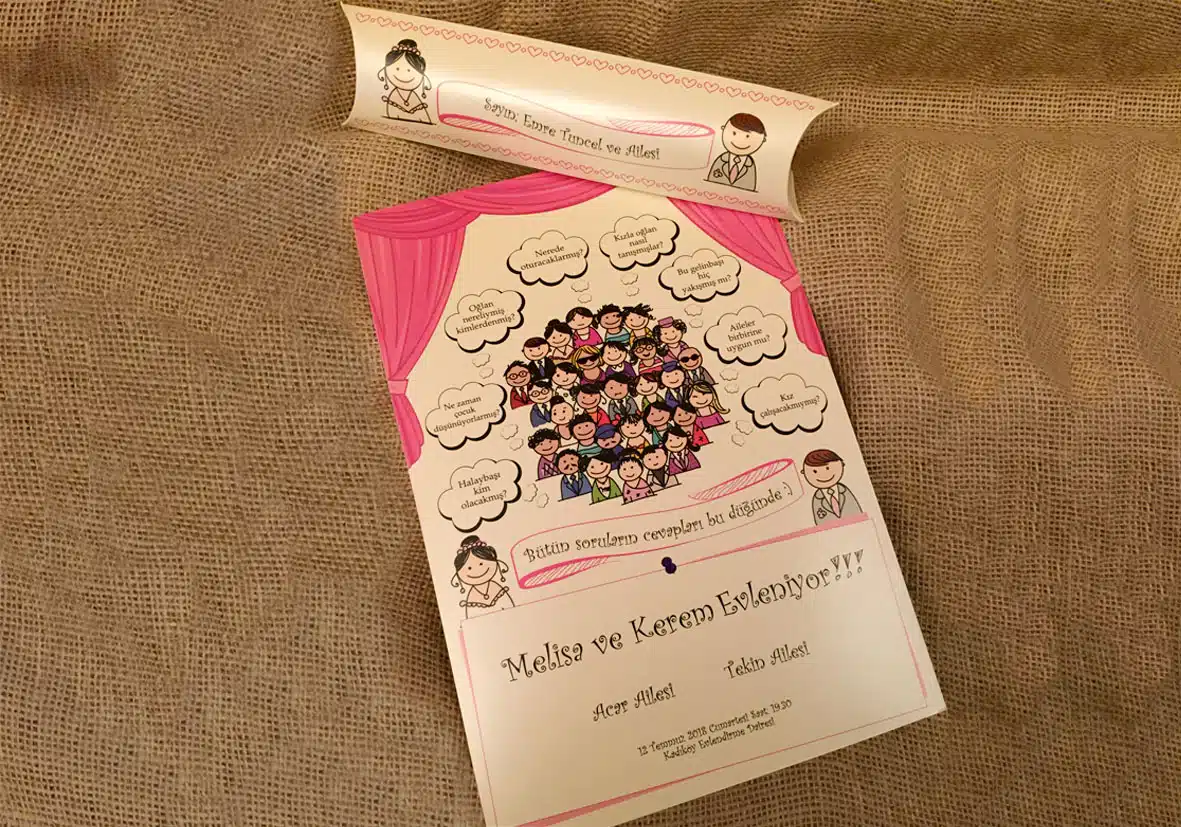 Sayın; Emre Tuncel ve Ailesi
Nerede
oturacaklarmış?
Kızla oğlan
nasıl
tanışmışlar?
Bu gelinbaşı
hiç
yakışmış mı?
Oğlan
nereliymiş
kimlerdenmiş?
Aileler
birbirine
uygun mu?
Ne zaman
çocuk
düşünüyorlarmış?
Kız
çalışacakmıymış?
Halaybaşı
kim
olacakmış?
Bütün soruların cevapları bu düğünde :)
Melisa ve Kerem Evleniyor!!!
Acar Ailesi
Tekin Ailesi
12 Temmuz 2018 Cumartesi Saat 19:30
Kadıköy Evlendirme Dairesi